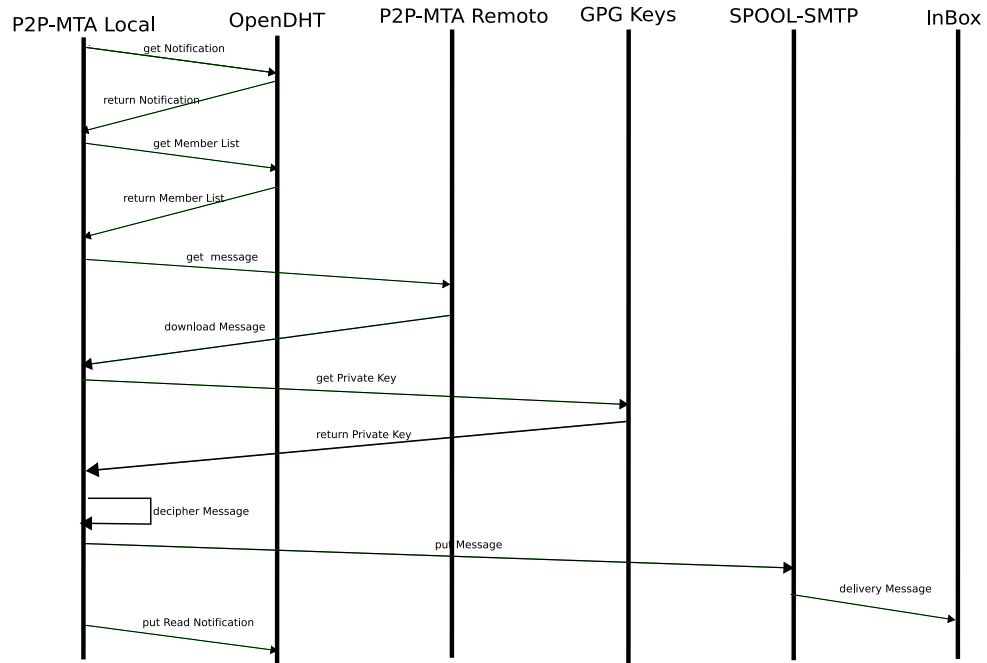 P2P-MTA Local
OpenDHT
P2P-MTA Remoto
GPG Keys
SPOOL-SMTP
InBox
get Notification
return Notification
get Member List
return Member List
get  message
download Message
get Private Key
return Private Key
decipher Message
put Message
delivery Message
put Read Notification